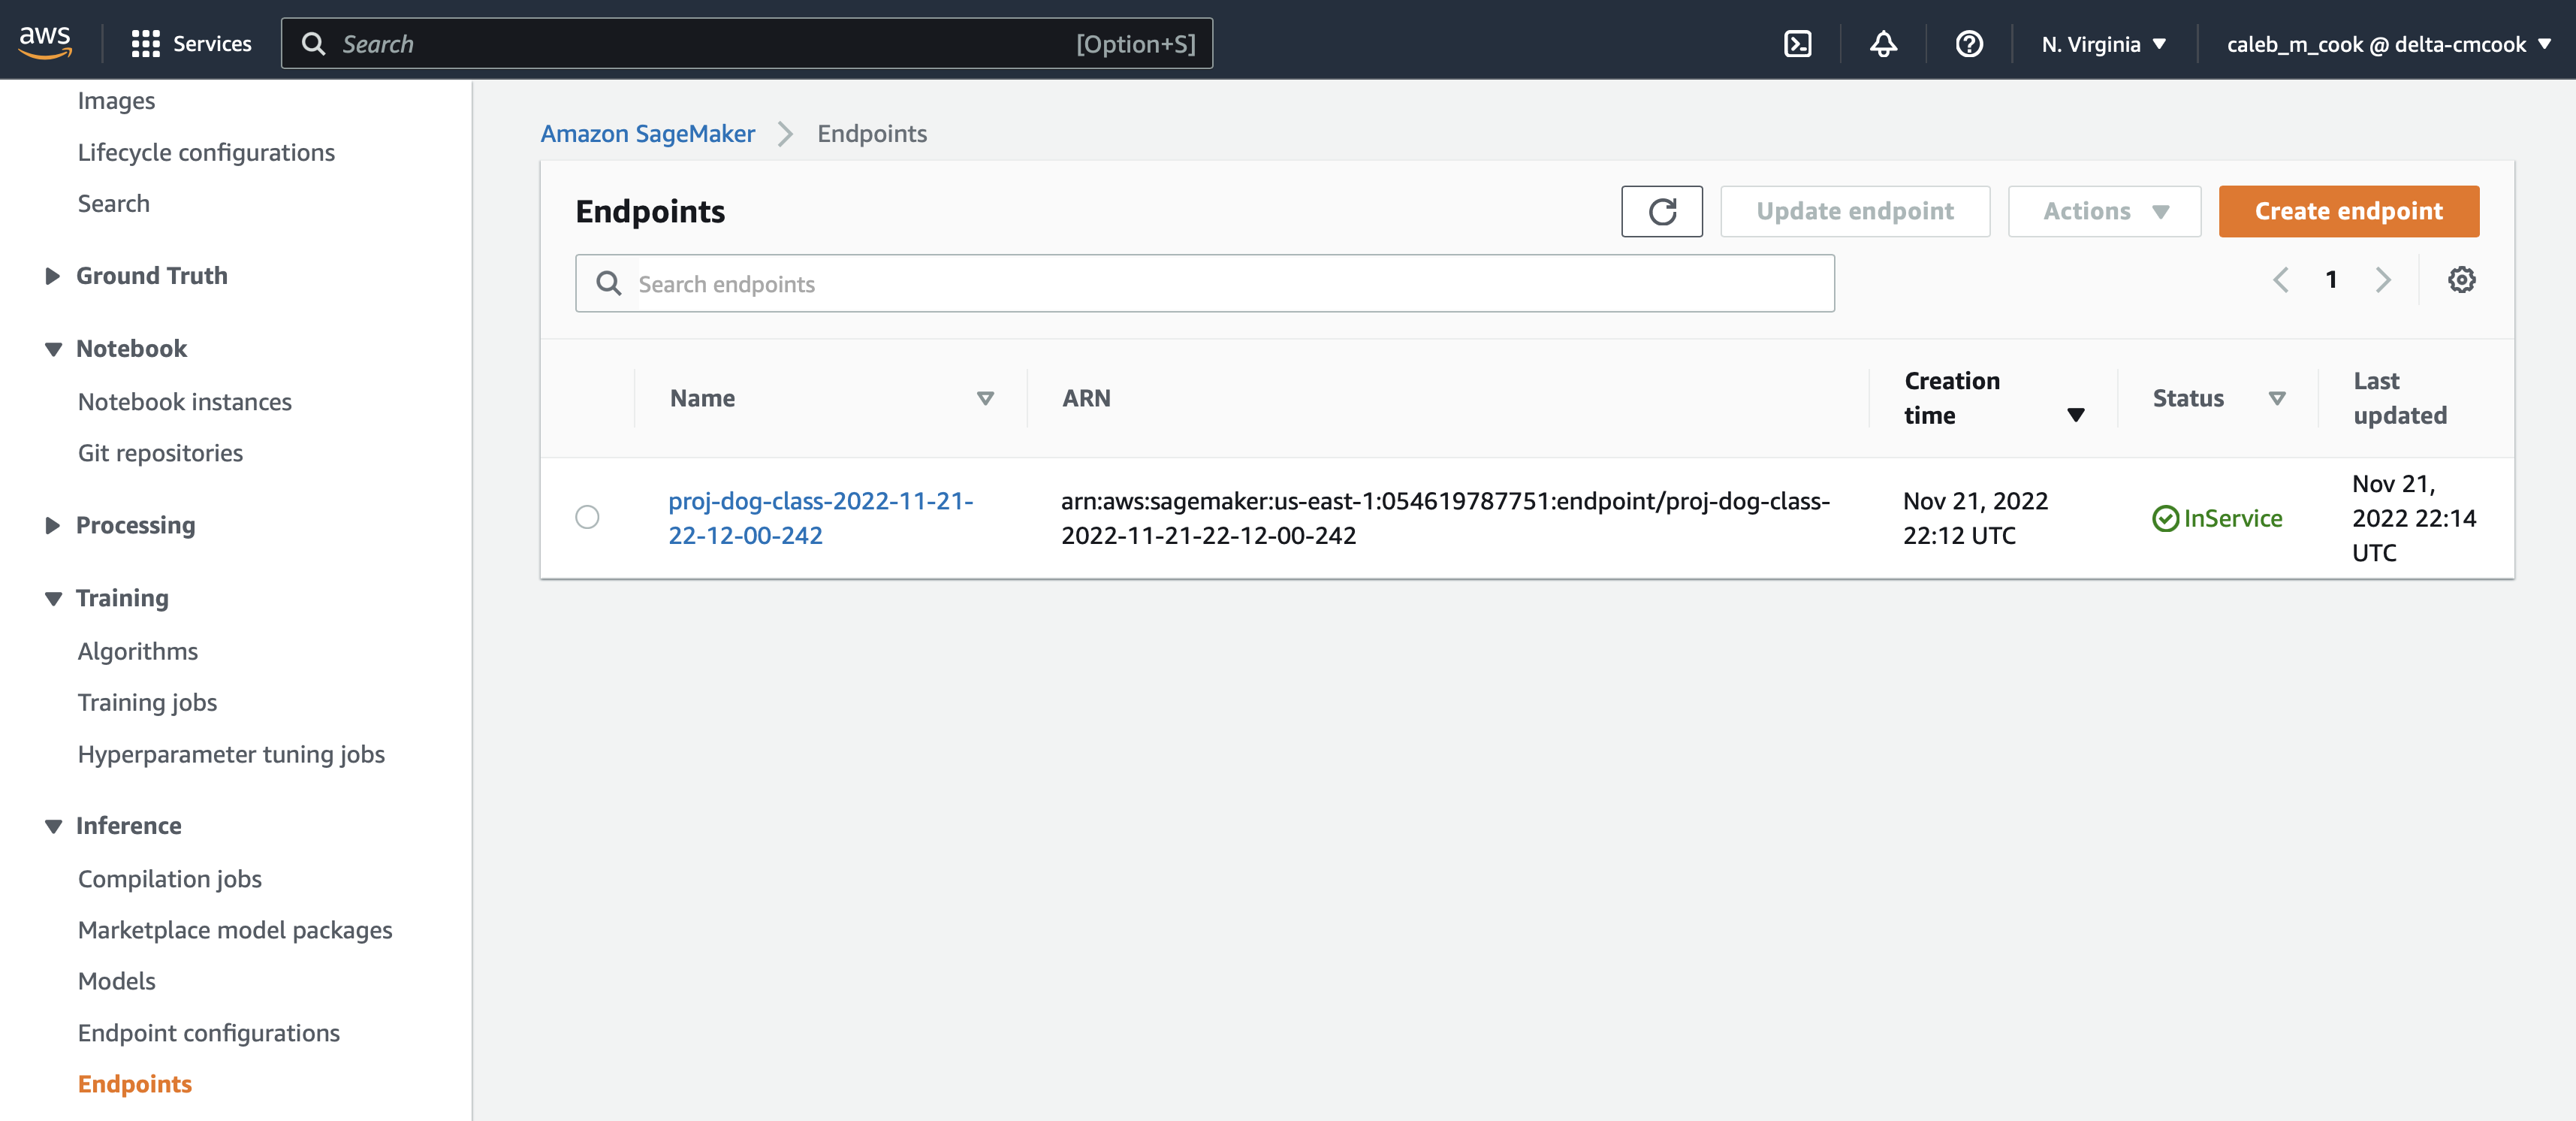 aws
Services
Search
[Option+S]
N. Virginia
caleb_m_cook @ delta-cmcook
Images
Lifecycle configurations
Search
Ground Truth
Notebook
Notebook instances
Git repositories
Processing
Training
Algorithms
Training jobs
Hyperparameter tuning jobs
Inference
Compilation jobs
Marketplace model packages
Models
Endpoint configurations
Endpoints
Amazon SageMaker
Endpoints
Endpoints
Update endpoint
Actions
Create endpoint
Search endpoints
1
Name
ARN
Creation
time
Status
Last
updated
proj-dog-class-2022-11-21-
22-12-00-242
arn:aws:sagemaker:us-east-1:054619787751:endpoint/proj-dog-class-
2022-11-21-22-12-00-242
Nov 21, 2022
22:12 UTC
InService
Nov 21,
2022 22:14
UTC